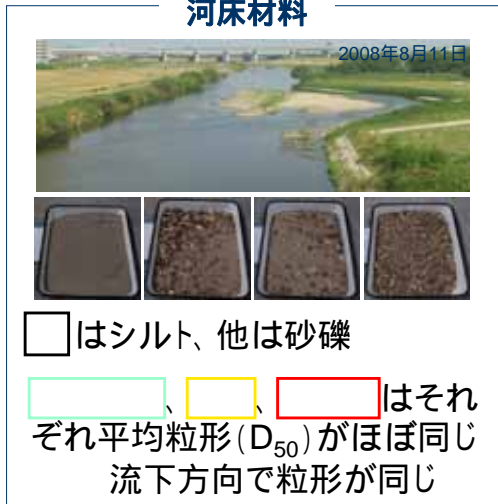 河床材料
2008年8月11日
はシルト、他は砂礫
、、はそれ
ぞれ平均粒形(D50)がほぼ同じ
流下方向で粒形が同じ